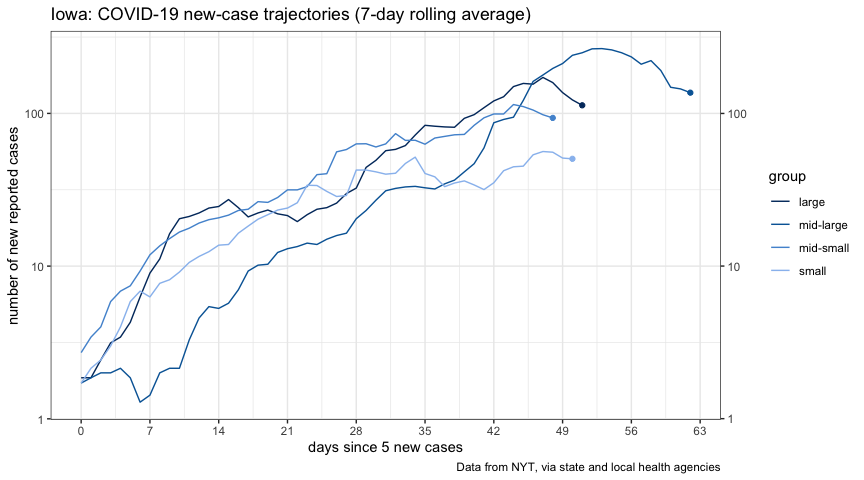 Iowa: COVID-19 new-case trajectories (7-day rolling average)
number of new reported cases
100
10
1
100
10
1
0 7 14 21 28 35 42 49 56 63
days since 5 new cases
group
large
mid-large
mid-small
small
Data from NYT, via state and local health agencies